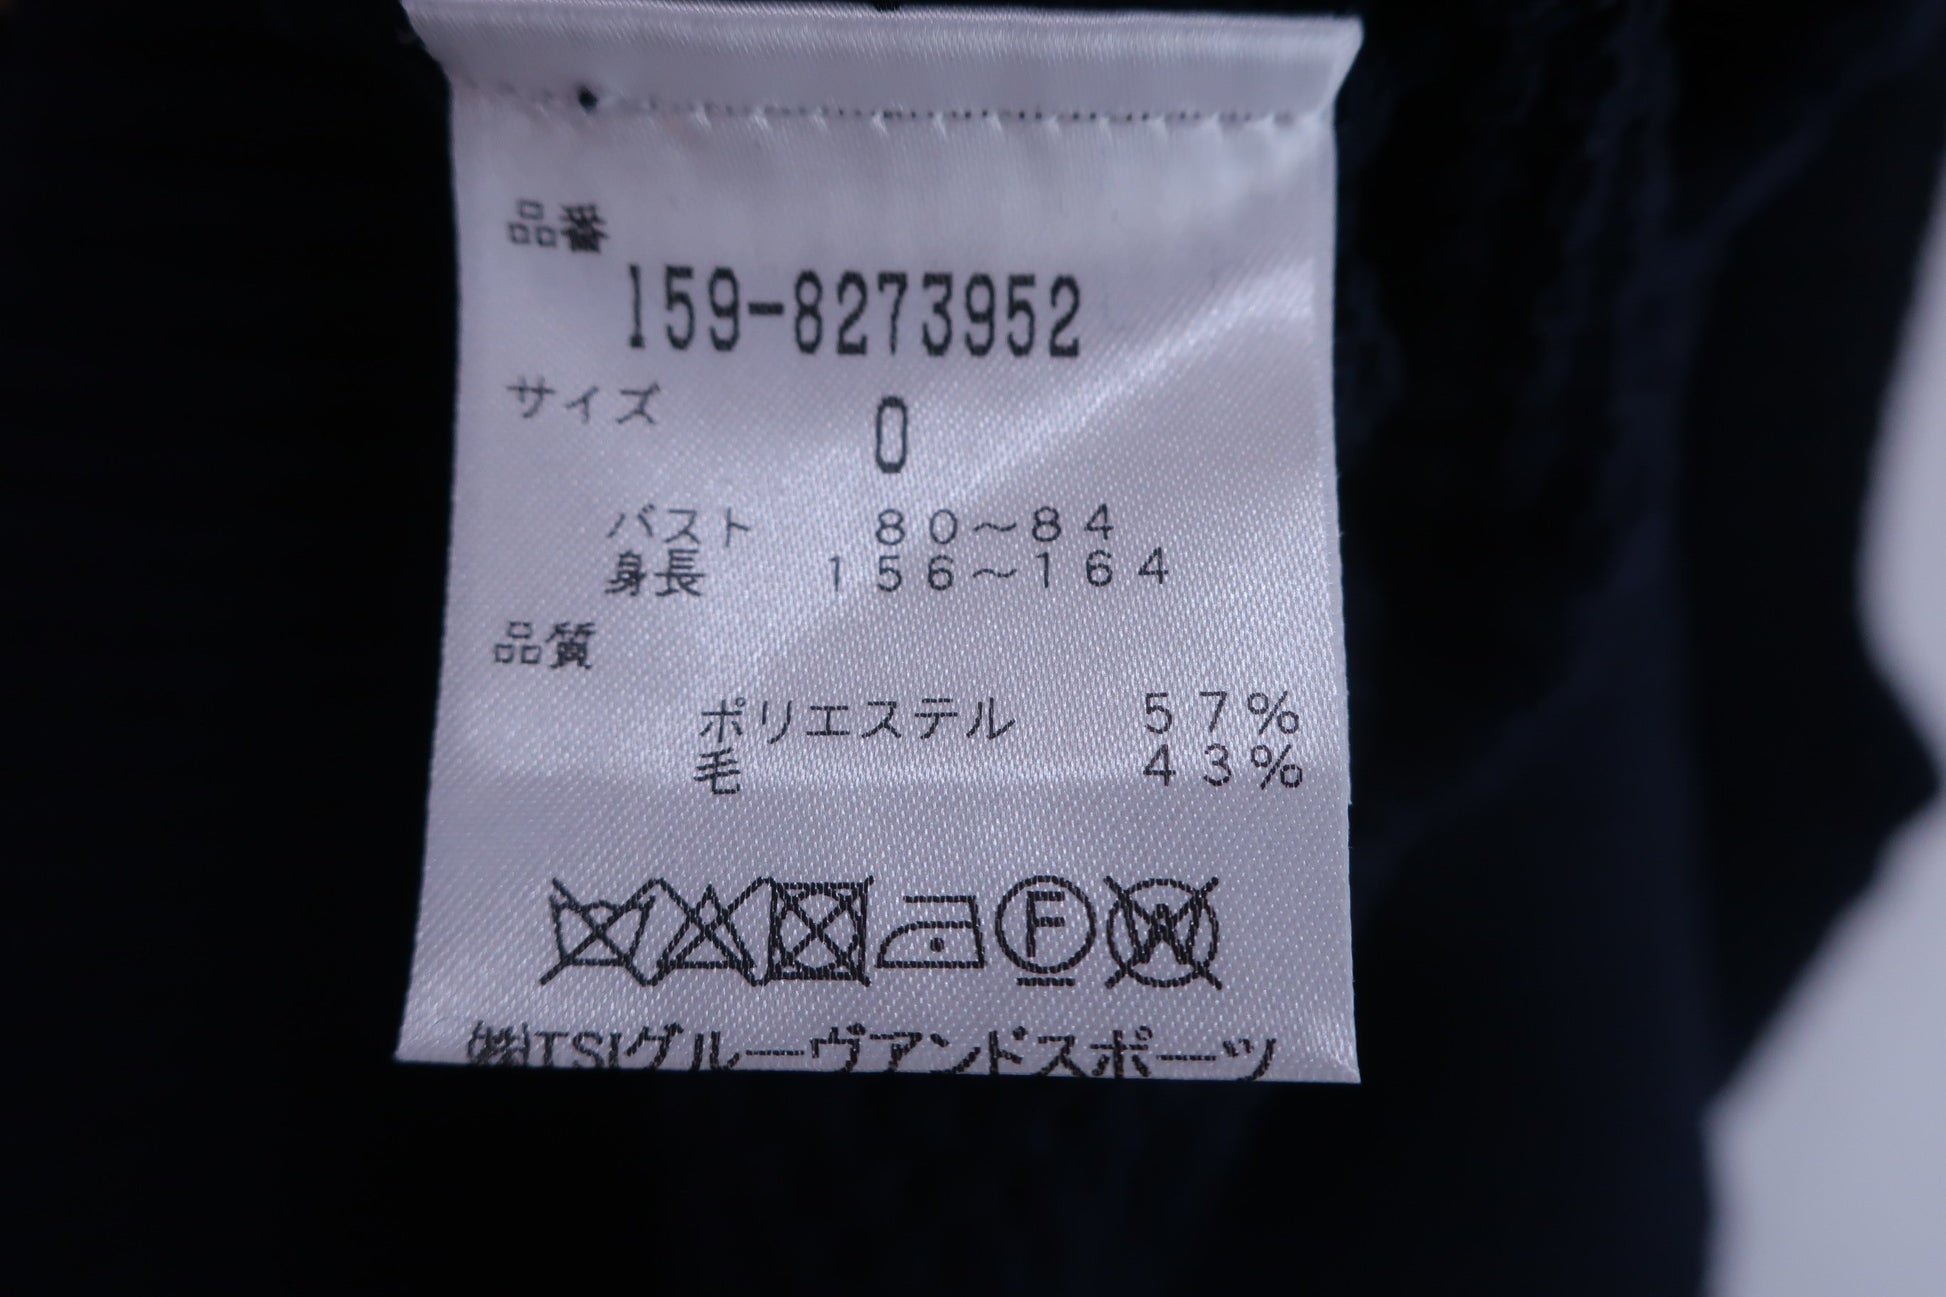 品番
159-8273952
サイズ
0
バスト 80～84
身長 156～164
品質
ポリエステル 57%
毛 43%
F W
㈱TSIグルーヴアンドスポーツ